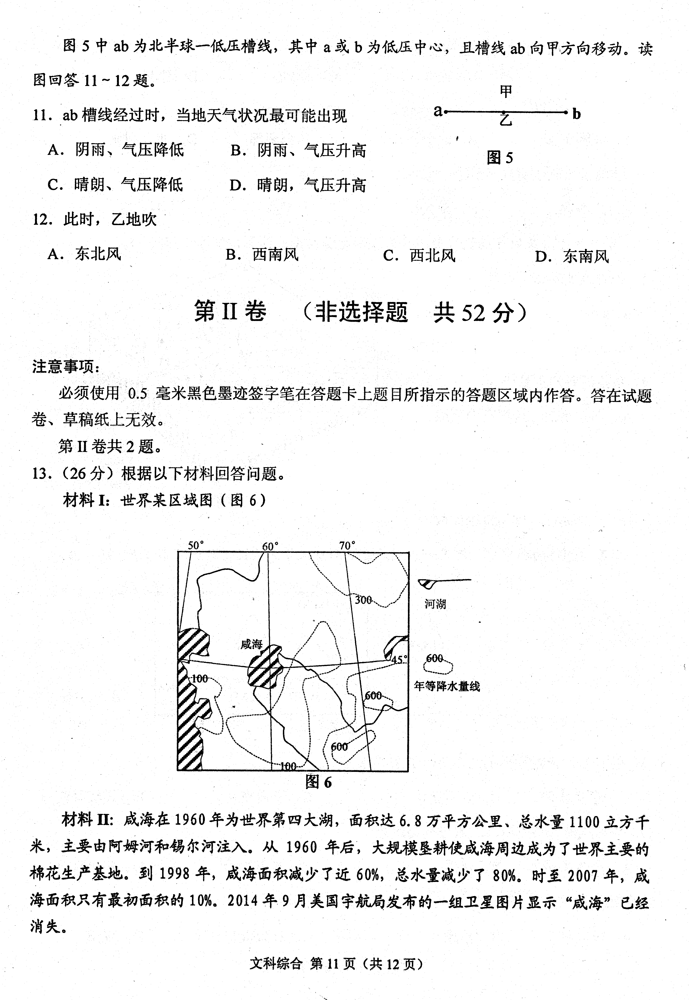 图 5 中 ab 为北半球一低压槽线，其中 a 或 b 为低压中心，且槽线 ab 向甲方向移动。读
图回答 11～12 题。
甲
a
b
乙
图 5
11．ab 槽线经过时，当地天气状况最可能出现
A．阴雨、气压降低 B．阴雨、气压升高
C．晴朗、气压降低 D．晴朗，气压升高
12．此时，乙地吹
A．东北风 B．西南风 C．西北风 D．东南风
第 II 卷 （非选择题 共 52 分）
注意事项：
必须使用 0.5 毫米黑色墨迹签字笔在答题卡上题目所指示的答题区域内作答。答在试题
卷、草稿纸上无效。
第 II 卷共 2 题。
13．（26 分）根据以下材料回答问题。
材料 I：世界某区域图（图 6）
50° 60° 70°
300
河湖
咸海
45°
600
100
年等降水量线
600
600
100
图 6
材料 II：咸海在 1960 年为世界第四大湖，面积达 6.8 万平方公里、总水量 1100 立方千
米，主要由阿姆河和锡尔河注入。从 1960 年后，大规模垦耕使咸海周边成为了世界主要的
棉花生产基地。到 1998 年，咸海面积减少了近 60%，总水量减少了 80%。时至 2007 年，咸
海面积只有最初面积的 10%。2014 年 9 月美国宇航局发布的一组卫星图片显示“咸海”已经
消失。
文科综合 第 11 页（共 12 页）